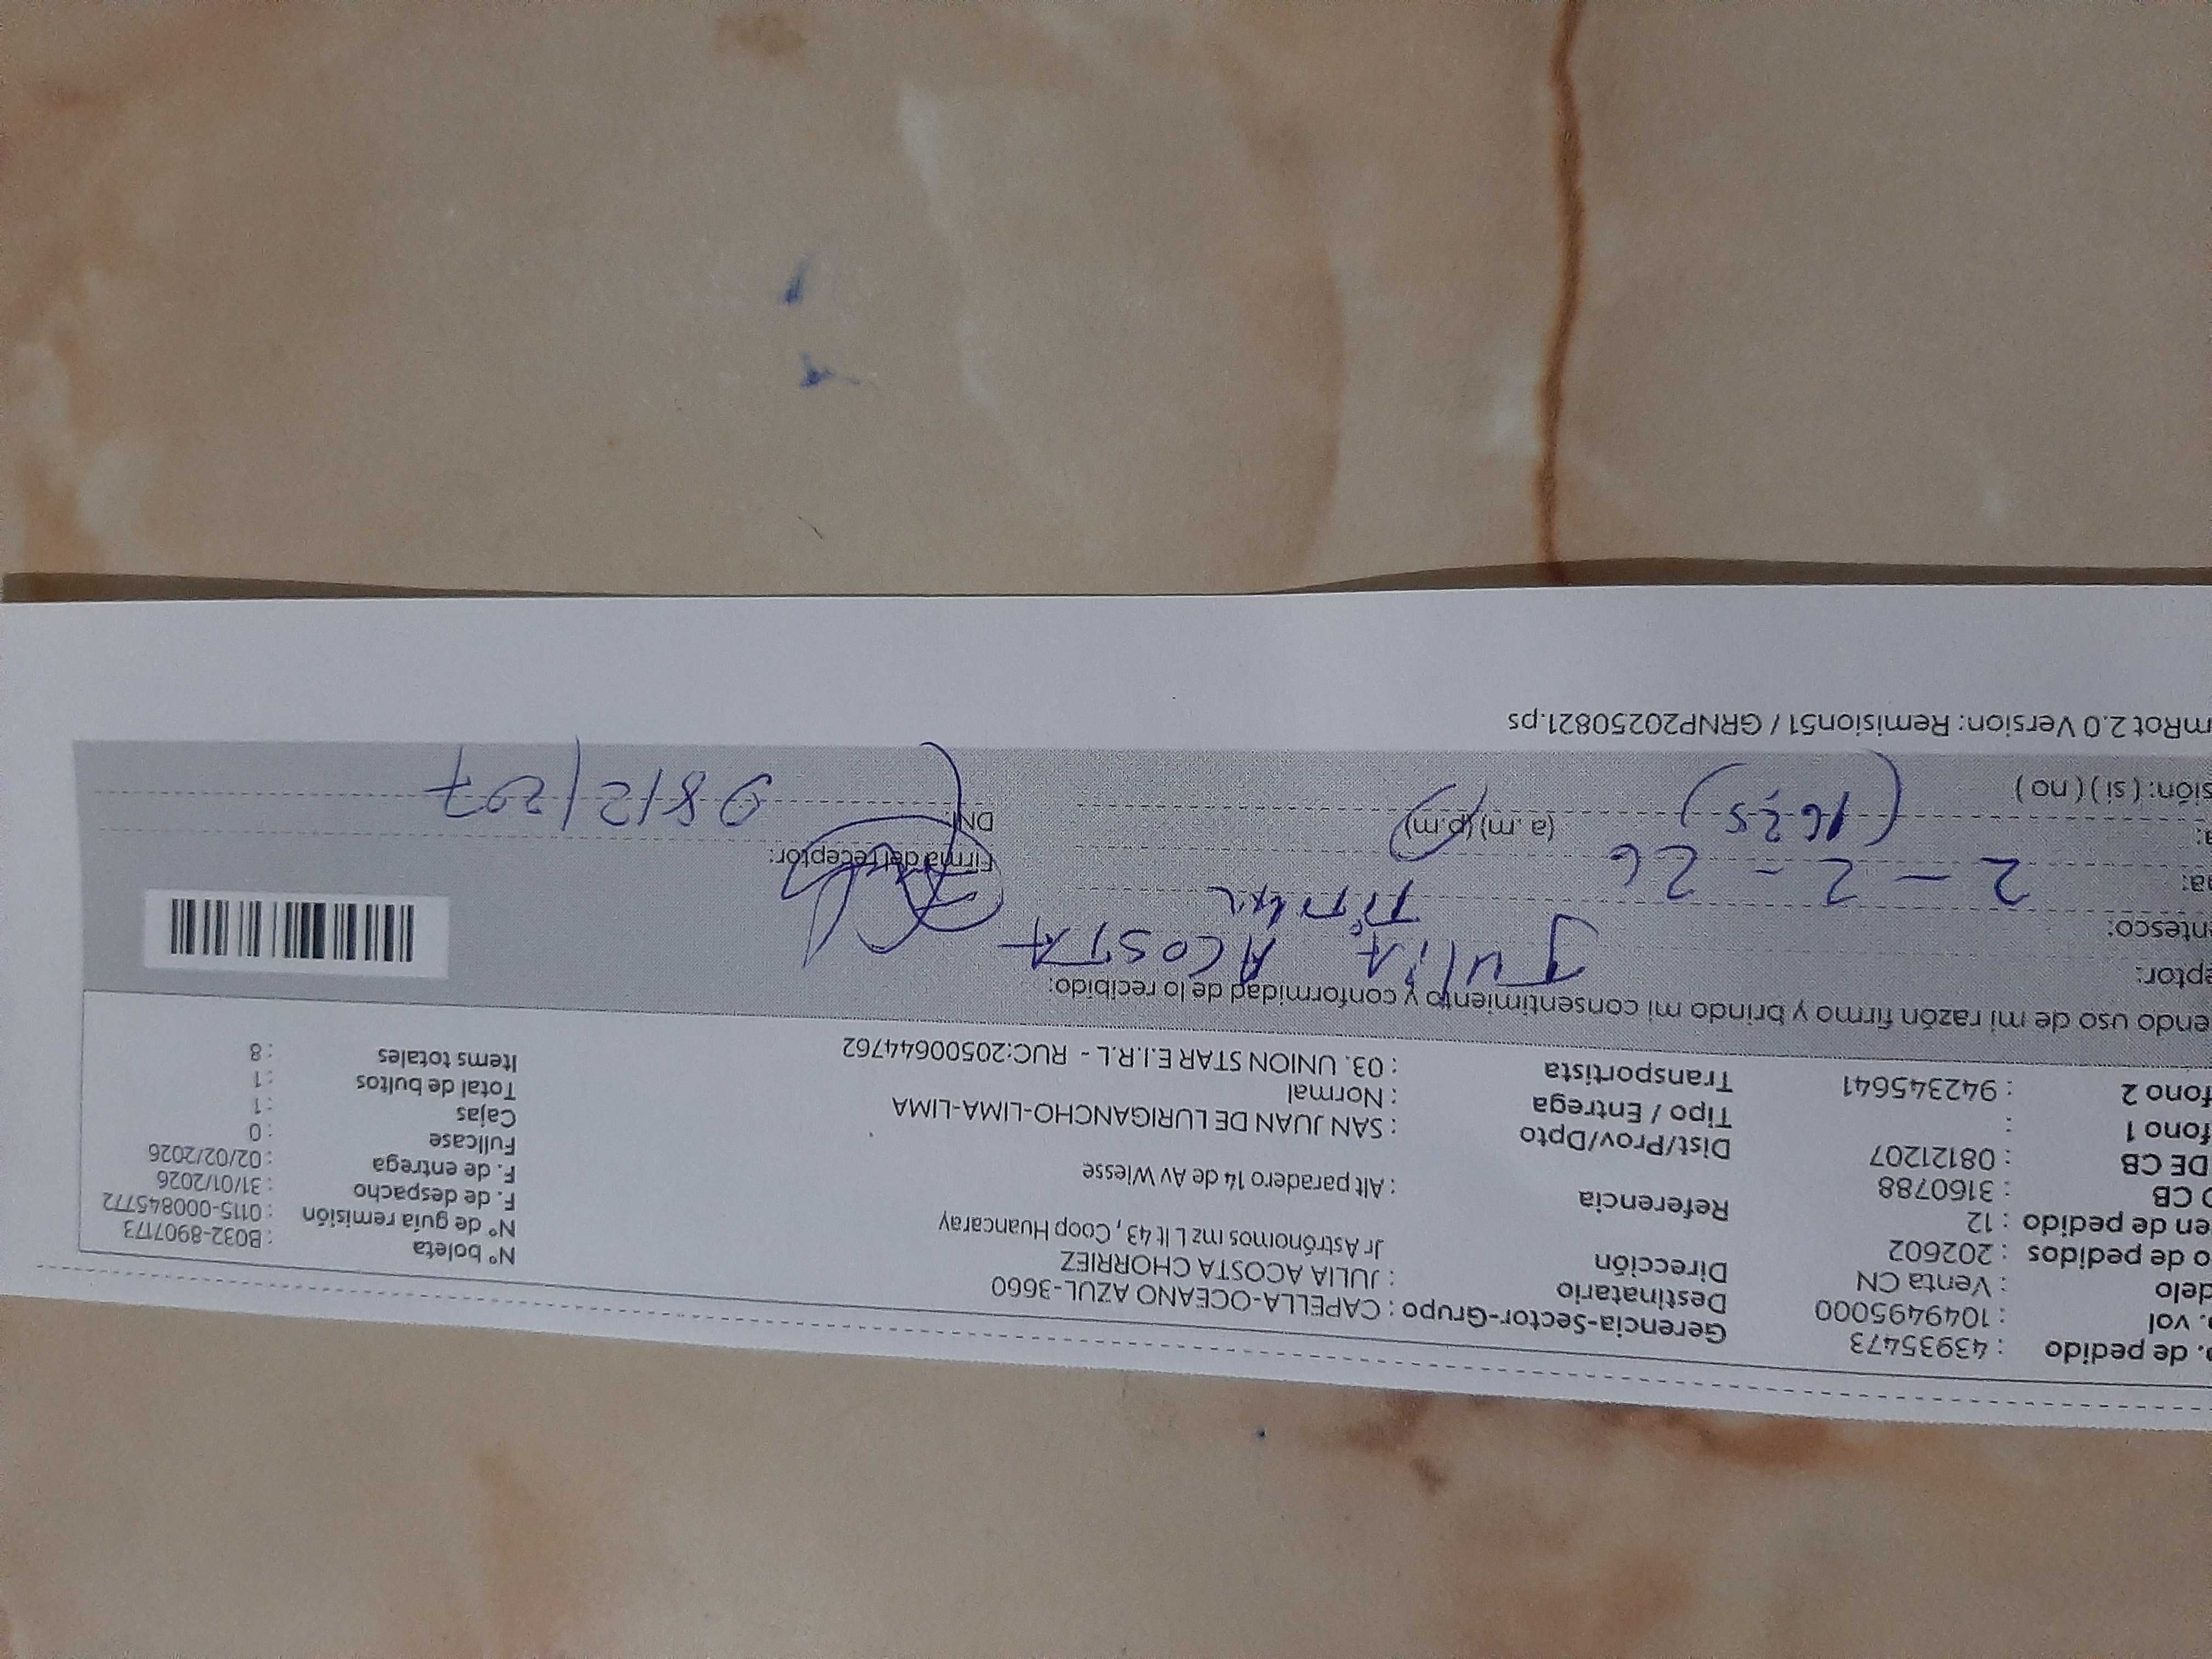 o. de pedido : 43935473
o. vol : 1049495000
delo : Venta CN
o de pedidos : 202602
en de pedido : 12
O CB : 3160788
DE CB : 08121207
fono 1 :
fono 2 : 942345641
Gerencia-Sector-Grupo : CAPELLA-OCEANO AZUL-3660
Destinatario : JULIA ACOSTA CHORRIEZ
Dirección Jr Astrónomos mz L lt 43 , Coop Huancaray
Referencia : Alt paradero 14 de Av Wiesse
Dist/Prov/Dpto : SAN JUAN DE LURIGANCHO-LIMA-LIMA
Tipo / Entrega : Normal
Transportista : 03. UNION STAR E.I.R.L - RUC:20500644762
N° boleta : B032-8907173
N° de guía remisión : 0115-000845772
F. de despacho : 31/01/2026
F. de entrega : 02/02/2026
Fullcase : 0
Cajas : 1
Total de bultos : 1
Items totales : 8
endo uso de mi razón firmo y brindo mi consentimiento y conformidad de lo recibido:
eptor: JuliA ACOSTA
entesco:
ha: 2 - 2 - 26
a: (a.m) (p.m)
sión: ( si ) ( no )
Firma del receptor:
DNI: 08121207
mRot 2.0 Version: Remision51 / GRNP20250821.ps